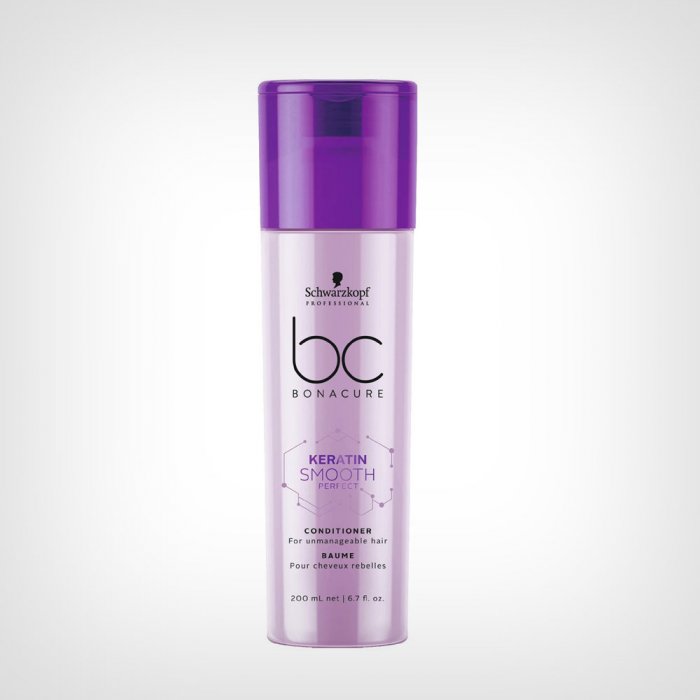 Schwarzkopf
PROFESSIONAL
bc
BONACURE
KERATIN
SMOOTH
PERFECT
CONDITIONER
For unmanageable hair
BAUME
Pour cheveux rebelles
200 mL net | 6.7 fl. oz.